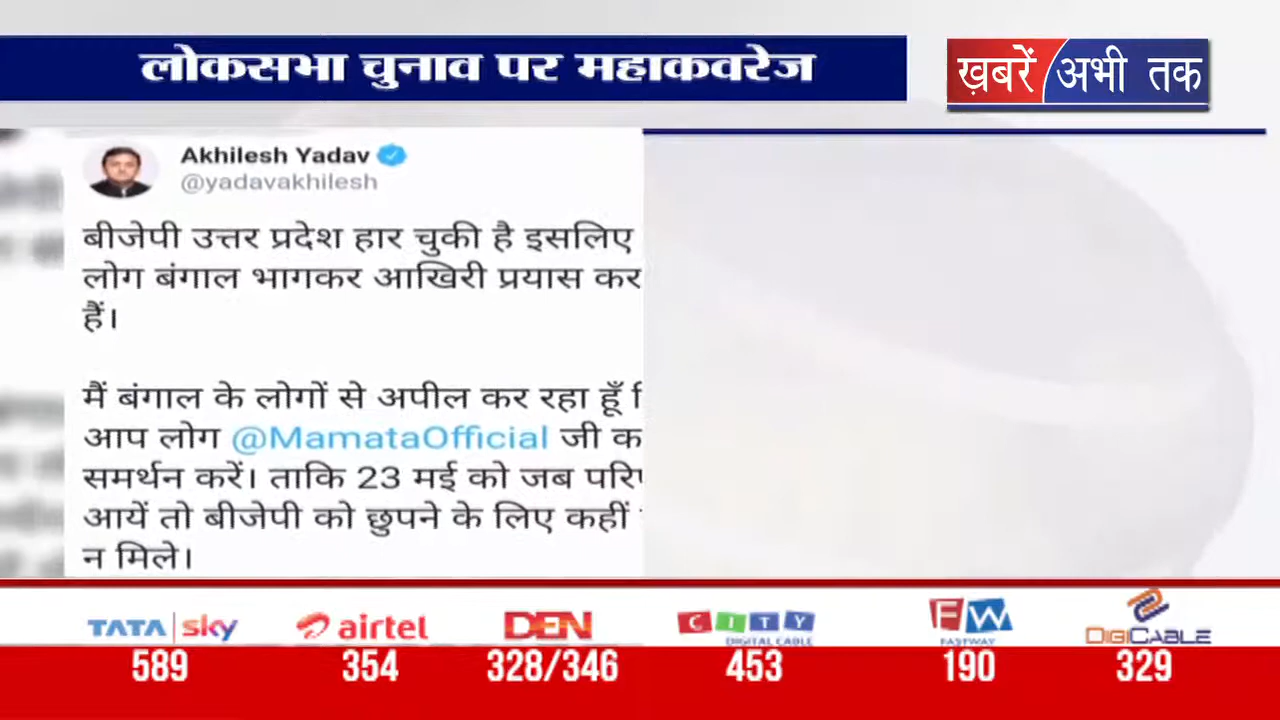 लोकसभा चुनाव पर महाकवरेज
ख़बरें अभी तक
Akhilesh Yadav
@yadavakhilesh
बीजेपी उत्तर प्रदेश हार चुकी है इसलिए
लोग बंगाल भागकर आखिरी प्रयास कर
हैं।
मैं बंगाल के लोगों से अपील कर रहा हूँ
आप लोग @MamataOfficial जी
समर्थन करें। ताकि 23 मई को जब
आयें तो बीजेपी को छुपने के लिए कहीं
न मिले।
TATA sky airtel DEN CITY FW DIGICABLE
DIGITAL CABLE FASTWAY
589 354 328/346 453 190 329